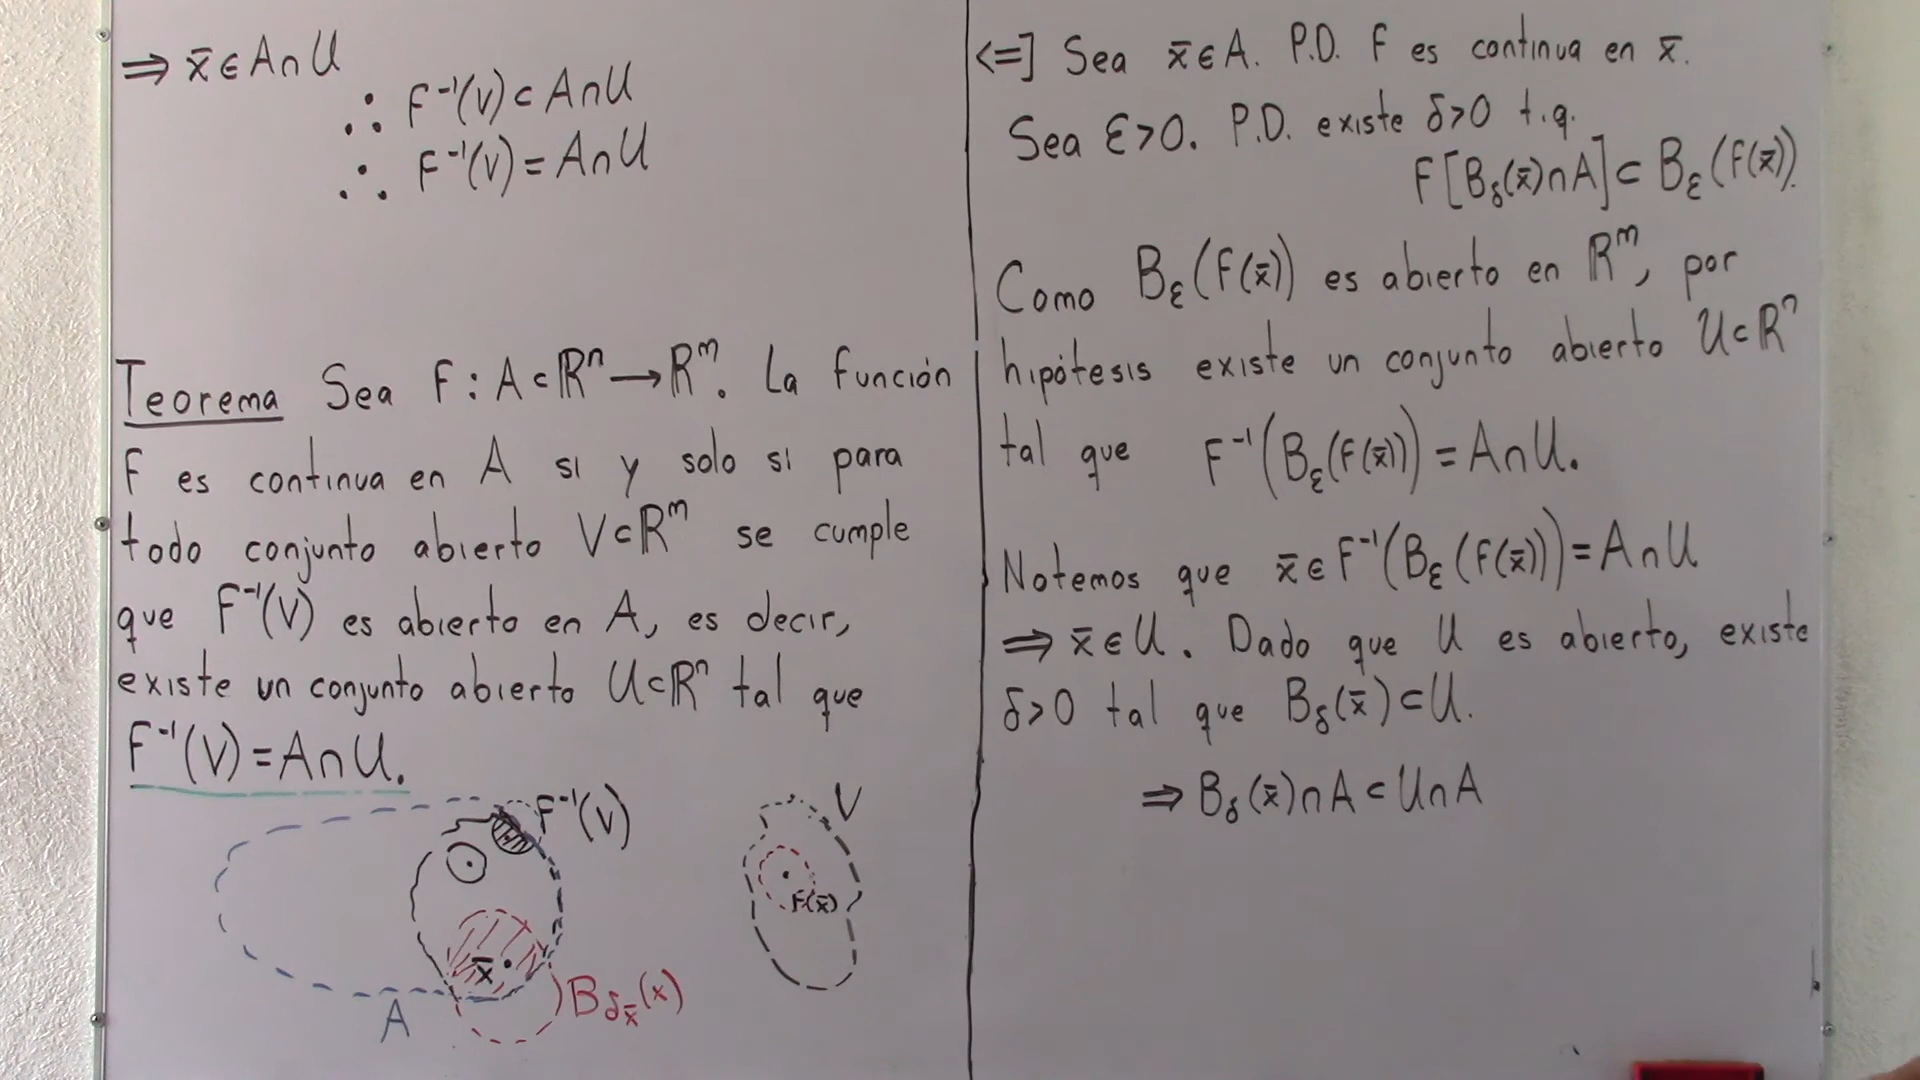 ⇒ x̄ ∈ A∩U
∴ F⁻¹(V) ⊂ A∩U
∴ F⁻¹(V) = A∩U
Teorema Sea F: A⊂ℝⁿ → ℝᵐ. La función
F es continua en A si y solo si para
todo conjunto abierto V⊂ℝᵐ se cumple
que F⁻¹(V) es abierto en A, es decir,
existe un conjunto abierto U⊂ℝⁿ tal que
F⁻¹(V) = A∩U.
F⁻¹(V)
V
F(x̄)
x̄
B_{δ_x̄}(x)
A
<=] Sea x̄∈A. P.D. F es continua en x̄.
Sea ε>0. P.D. existe δ>0 t.q.
F[B_δ(x̄)∩A] ⊂ B_ε(F(x̄)).
Como B_ε(F(x̄)) es abierto en ℝᵐ, por
hipótesis existe un conjunto abierto U⊂ℝⁿ
tal que F⁻¹(B_ε(F(x̄))) = A∩U.
Notemos que x̄∈F⁻¹(B_ε(F(x̄))) = A∩U
⇒ x̄∈U. Dado que U es abierto, existe
δ>0 tal que B_δ(x̄)⊂U.
⇒ B_δ(x̄)∩A ⊂ U∩A